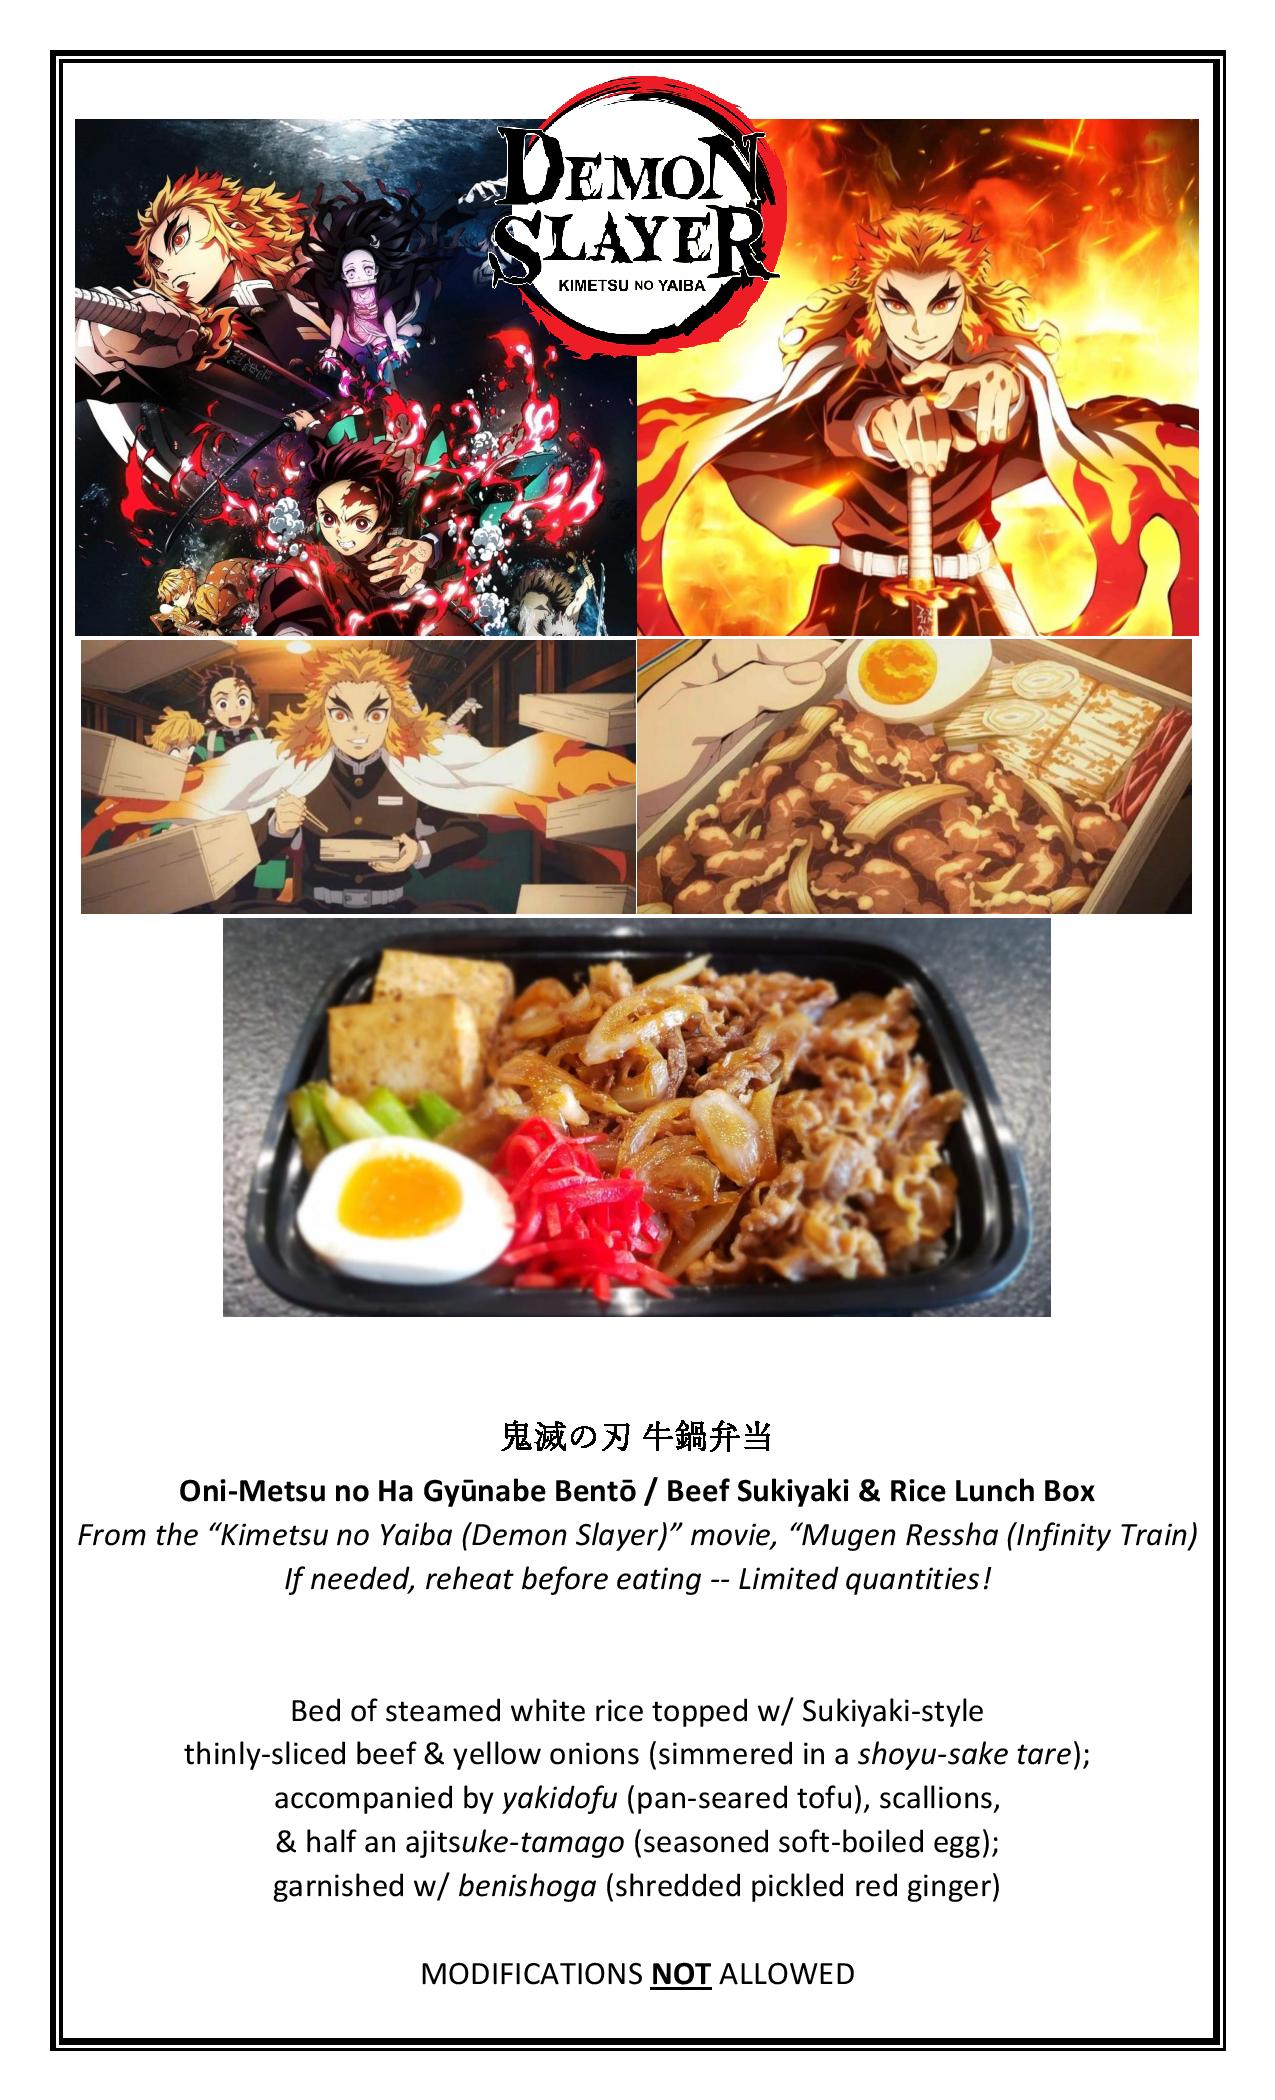 DEMON
SLAYER
KIMETSU NO YAIBA
鬼滅の刃 牛鍋弁当
Oni-Metsu no Ha Gyūnabe Bentō / Beef Sukiyaki & Rice Lunch Box
From the “Kimetsu no Yaiba (Demon Slayer)” movie, “Mugen Ressha (Infinity Train)
If needed, reheat before eating -- Limited quantities!
Bed of steamed white rice topped w/ Sukiyaki-style
thinly-sliced beef & yellow onions (simmered in a shoyu-sake tare);
accompanied by yakidofu (pan-seared tofu), scallions,
& half an ajitsuke-tamago (seasoned soft-boiled egg);
garnished w/ benishoga (shredded pickled red ginger)
MODIFICATIONS NOT ALLOWED